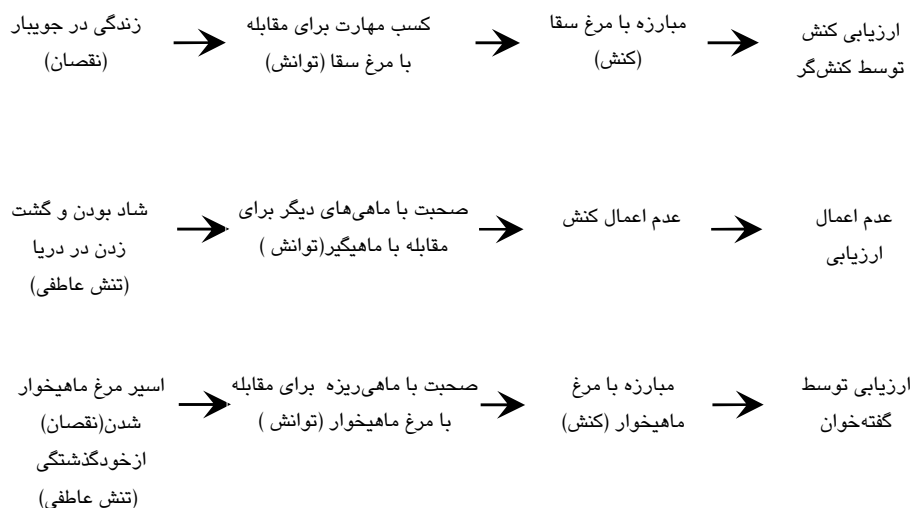 زندگی در جویبار
(نقصان)
کسب مهارت برای مقابله
با مرغ سقا (توانش)
مبارزه با مرغ سقا
(کنش)
ارزیابی کنش
توسط کنش‌گر
شاد بودن و گشت
زدن در دریا
(تنش عاطفی)
صحبت با ماهی‌های دیگر برای
مقابله با ماهیگیر(توانش )
عدم اعمال کنش
عدم اعمال
ارزیابی
اسیر مرغ ماهیخوار
شدن(نقصان)
ازخودگذشتگی
(تنش عاطفی)
صحبت با ماهی‌ریزه برای مقابله
با مرغ ماهیخوار (توانش )
مبارزه با مرغ
ماهیخوار (کنش)
ارزیابی توسط
گفته‌خوان